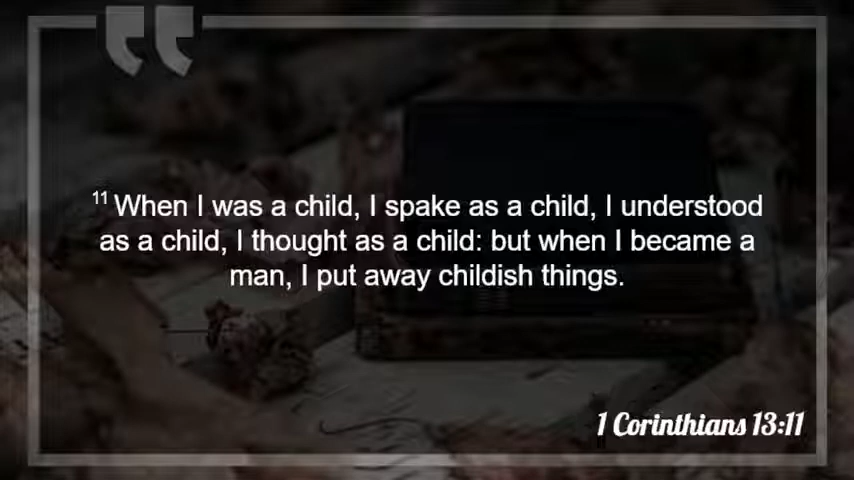 11 When I was a child, I spake as a child, I understood
as a child, I thought as a child: but when I became a
man, I put away childish things.
1 Corinthians 13:11